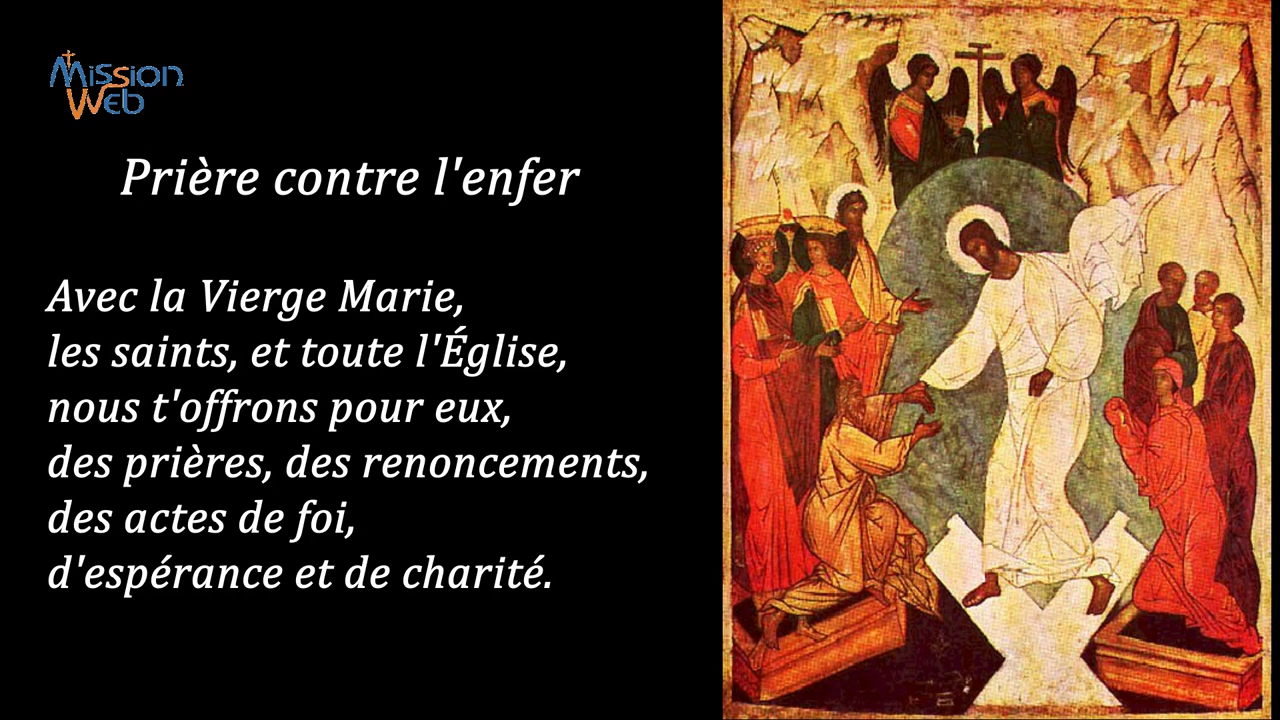 Mission
Web
Prière contre l'enfer
Avec la Vierge Marie,
les saints, et toute l'Église,
nous t'offrons pour eux,
des prières, des renoncements,
des actes de foi,
d'espérance et de charité.